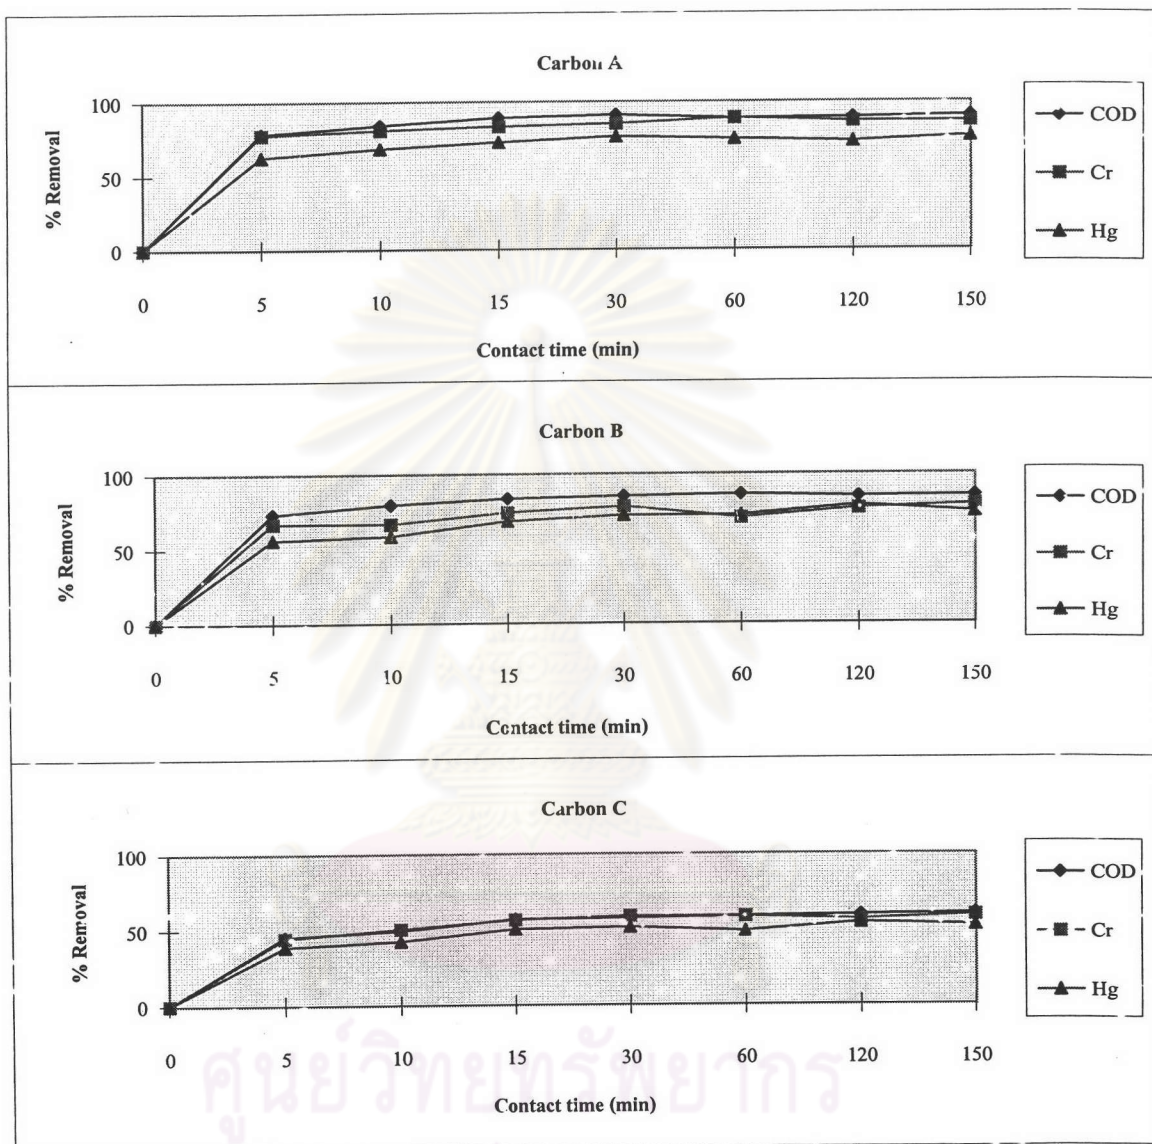 Carbon A
100
50
0
% Removal
0 5 10 15 30 60 120 150
Contact time (min)
COD
Cr
Hg
Carbon B
100
50
0
% Removal
0 5 10 15 30 60 120 150
Contact time (min)
COD
Cr
Hg
Carbon C
100
50
0
% Removal
0 5 10 15 30 60 120 150
Contact time (min)
COD
Cr
Hg
ศูนย์วิทยทรัพยากร